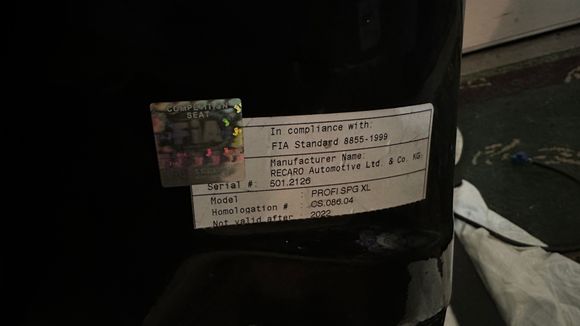 COMPETITION
SEAT
In compliance with:
FIA Standard 8855-1999
Manufacturer Name:
RECARO Automotive Ltd. & Co. KG.
Serial #: 501.2126
Model : PROFI SPG XL
Homologation # : CS.086.04
Not valid after : 2022